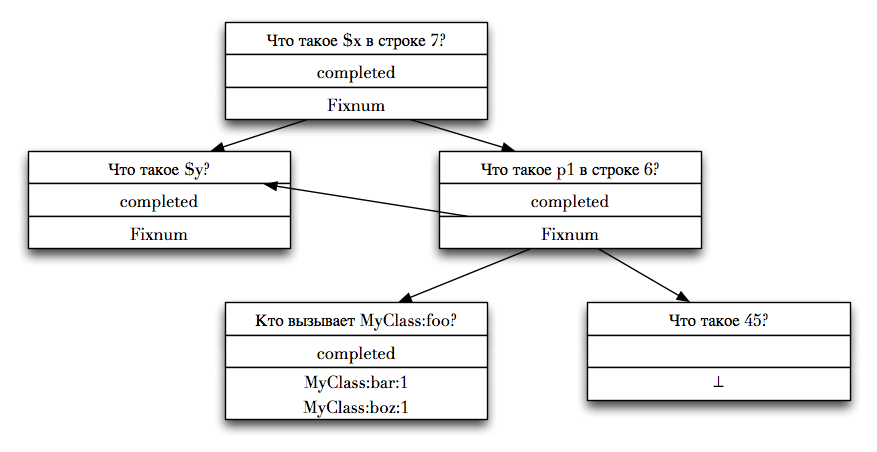 Что такое $x в строке 7?
completed
Fixnum
Что такое $y?
completed
Fixnum
Что такое p1 в строке 6?
completed
Fixnum
Кто вызывает MyClass:foo?
completed
MyClass:bar:1
MyClass:boz:1
Что такое 45?
⊥